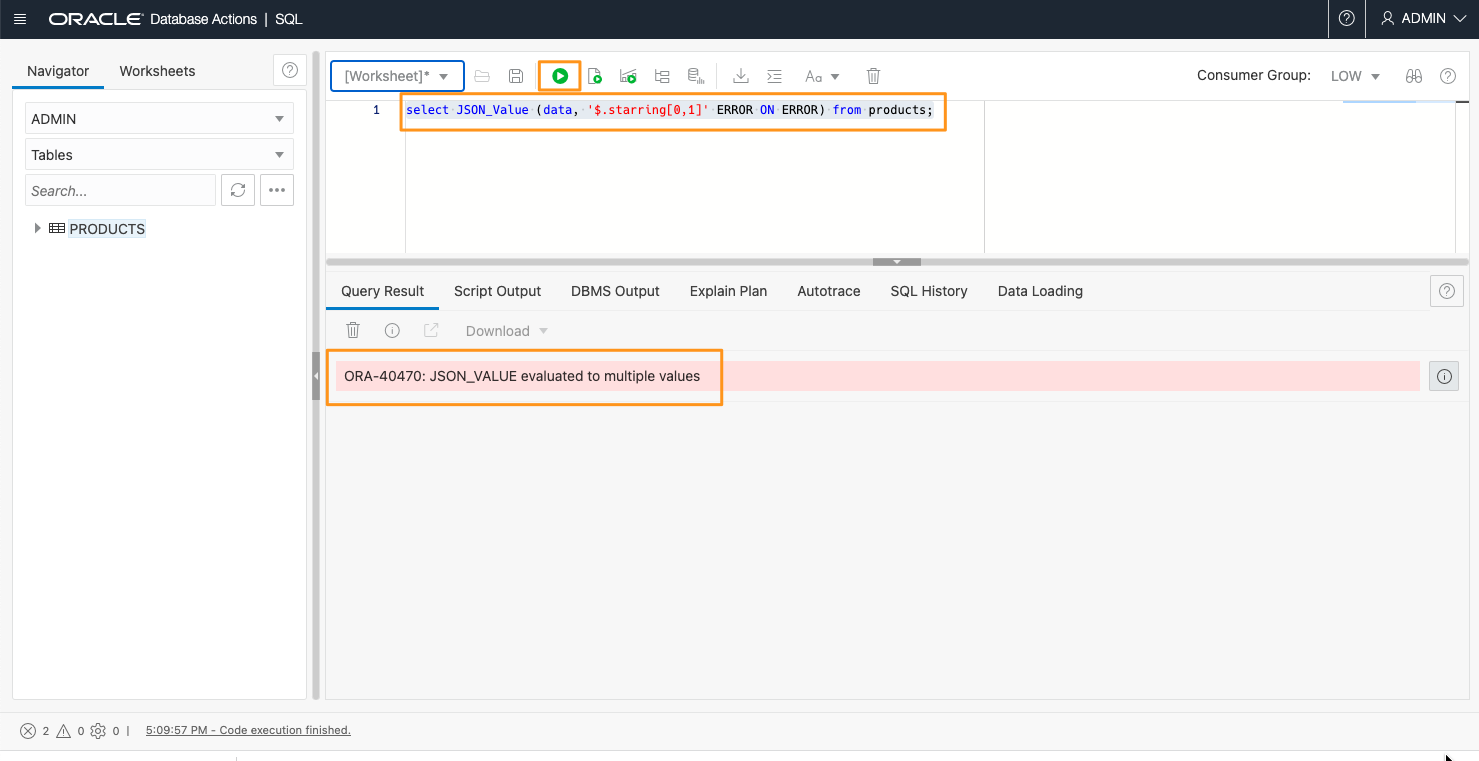 ORACLE Database Actions | SQL
ADMIN
Navigator
Worksheets
[Worksheet]*
Aa
Consumer Group: LOW
ADMIN
Tables
Search...
PRODUCTS
1 select JSON_Value (data, '$.starring[0,1]' ERROR ON ERROR) from products;
Query Result
Script Output
DBMS Output
Explain Plan
Autotrace
SQL History
Data Loading
Download
ORA-40470: JSON_VALUE evaluated to multiple values
2 0 0 | 5:09:57 PM - Code execution finished.